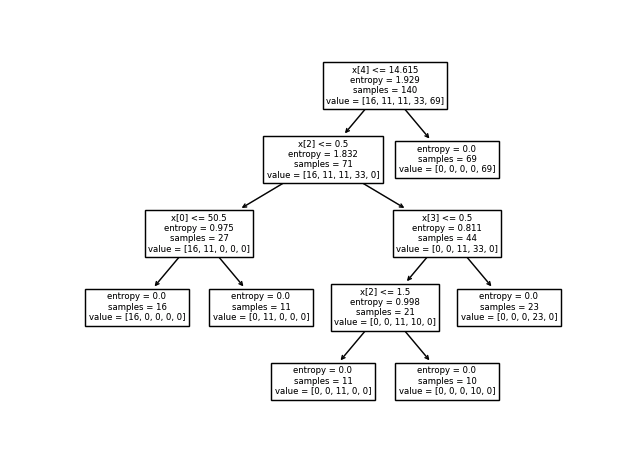 x[4] <= 14.615
entropy = 1.929
samples = 140
value = [16, 11, 11, 33, 69]
x[2] <= 0.5
entropy = 1.832
samples = 71
value = [16, 11, 11, 33, 0]
entropy = 0.0
samples = 69
value = [0, 0, 0, 0, 69]
x[0] <= 50.5
entropy = 0.975
samples = 27
value = [16, 11, 0, 0, 0]
x[3] <= 0.5
entropy = 0.811
samples = 44
value = [0, 0, 11, 33, 0]
entropy = 0.0
samples = 16
value = [16, 0, 0, 0, 0]
entropy = 0.0
samples = 11
value = [0, 11, 0, 0, 0]
x[2] <= 1.5
entropy = 0.998
samples = 21
value = [0, 0, 11, 10, 0]
entropy = 0.0
samples = 23
value = [0, 0, 0, 23, 0]
entropy = 0.0
samples = 11
value = [0, 0, 11, 0, 0]
entropy = 0.0
samples = 10
value = [0, 0, 0, 10, 0]